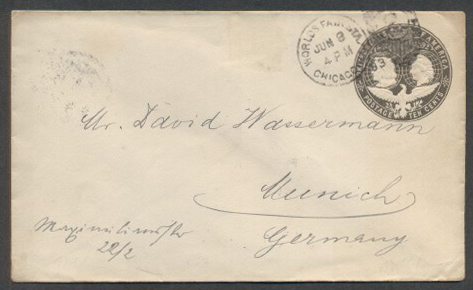 WORLD'S FAIR STA.
JUN 8
4 PM
93
CHICAGO
UNITED STATES OF AMERICA
POSTAGE TEN CENTS
Mr. David Wassermann
Munich
Germany
22/2